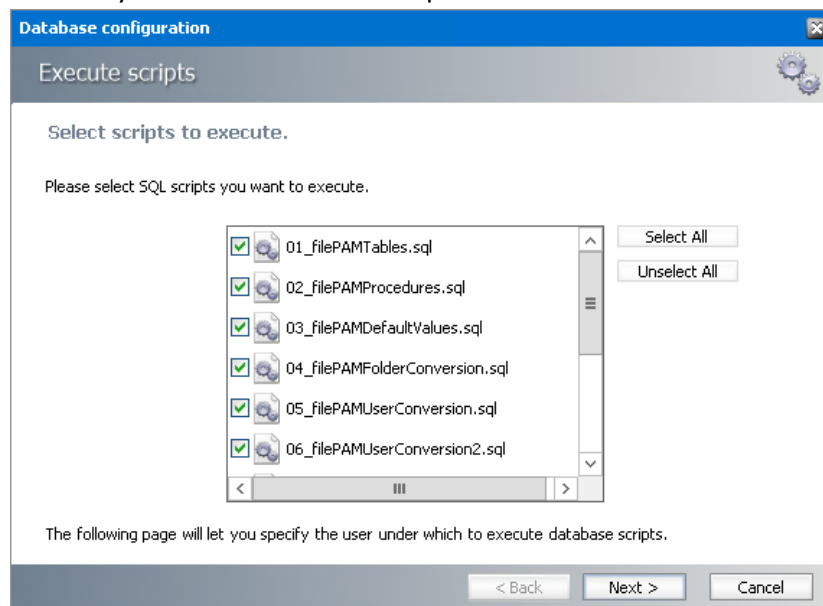 Database configuration
Execute scripts
Select scripts to execute.
Please select SQL scripts you want to execute.
01_filePAMTables.sql
02_filePAMProcedures.sql
03_filePAMDefaultValues.sql
04_filePAMFolderConversion.sql
05_filePAMUserConversion.sql
06_filePAMUserConversion2.sql
Select All
Unselect All
The following page will let you specify the user under which to execute database scripts.
< Back
Next >
Cancel